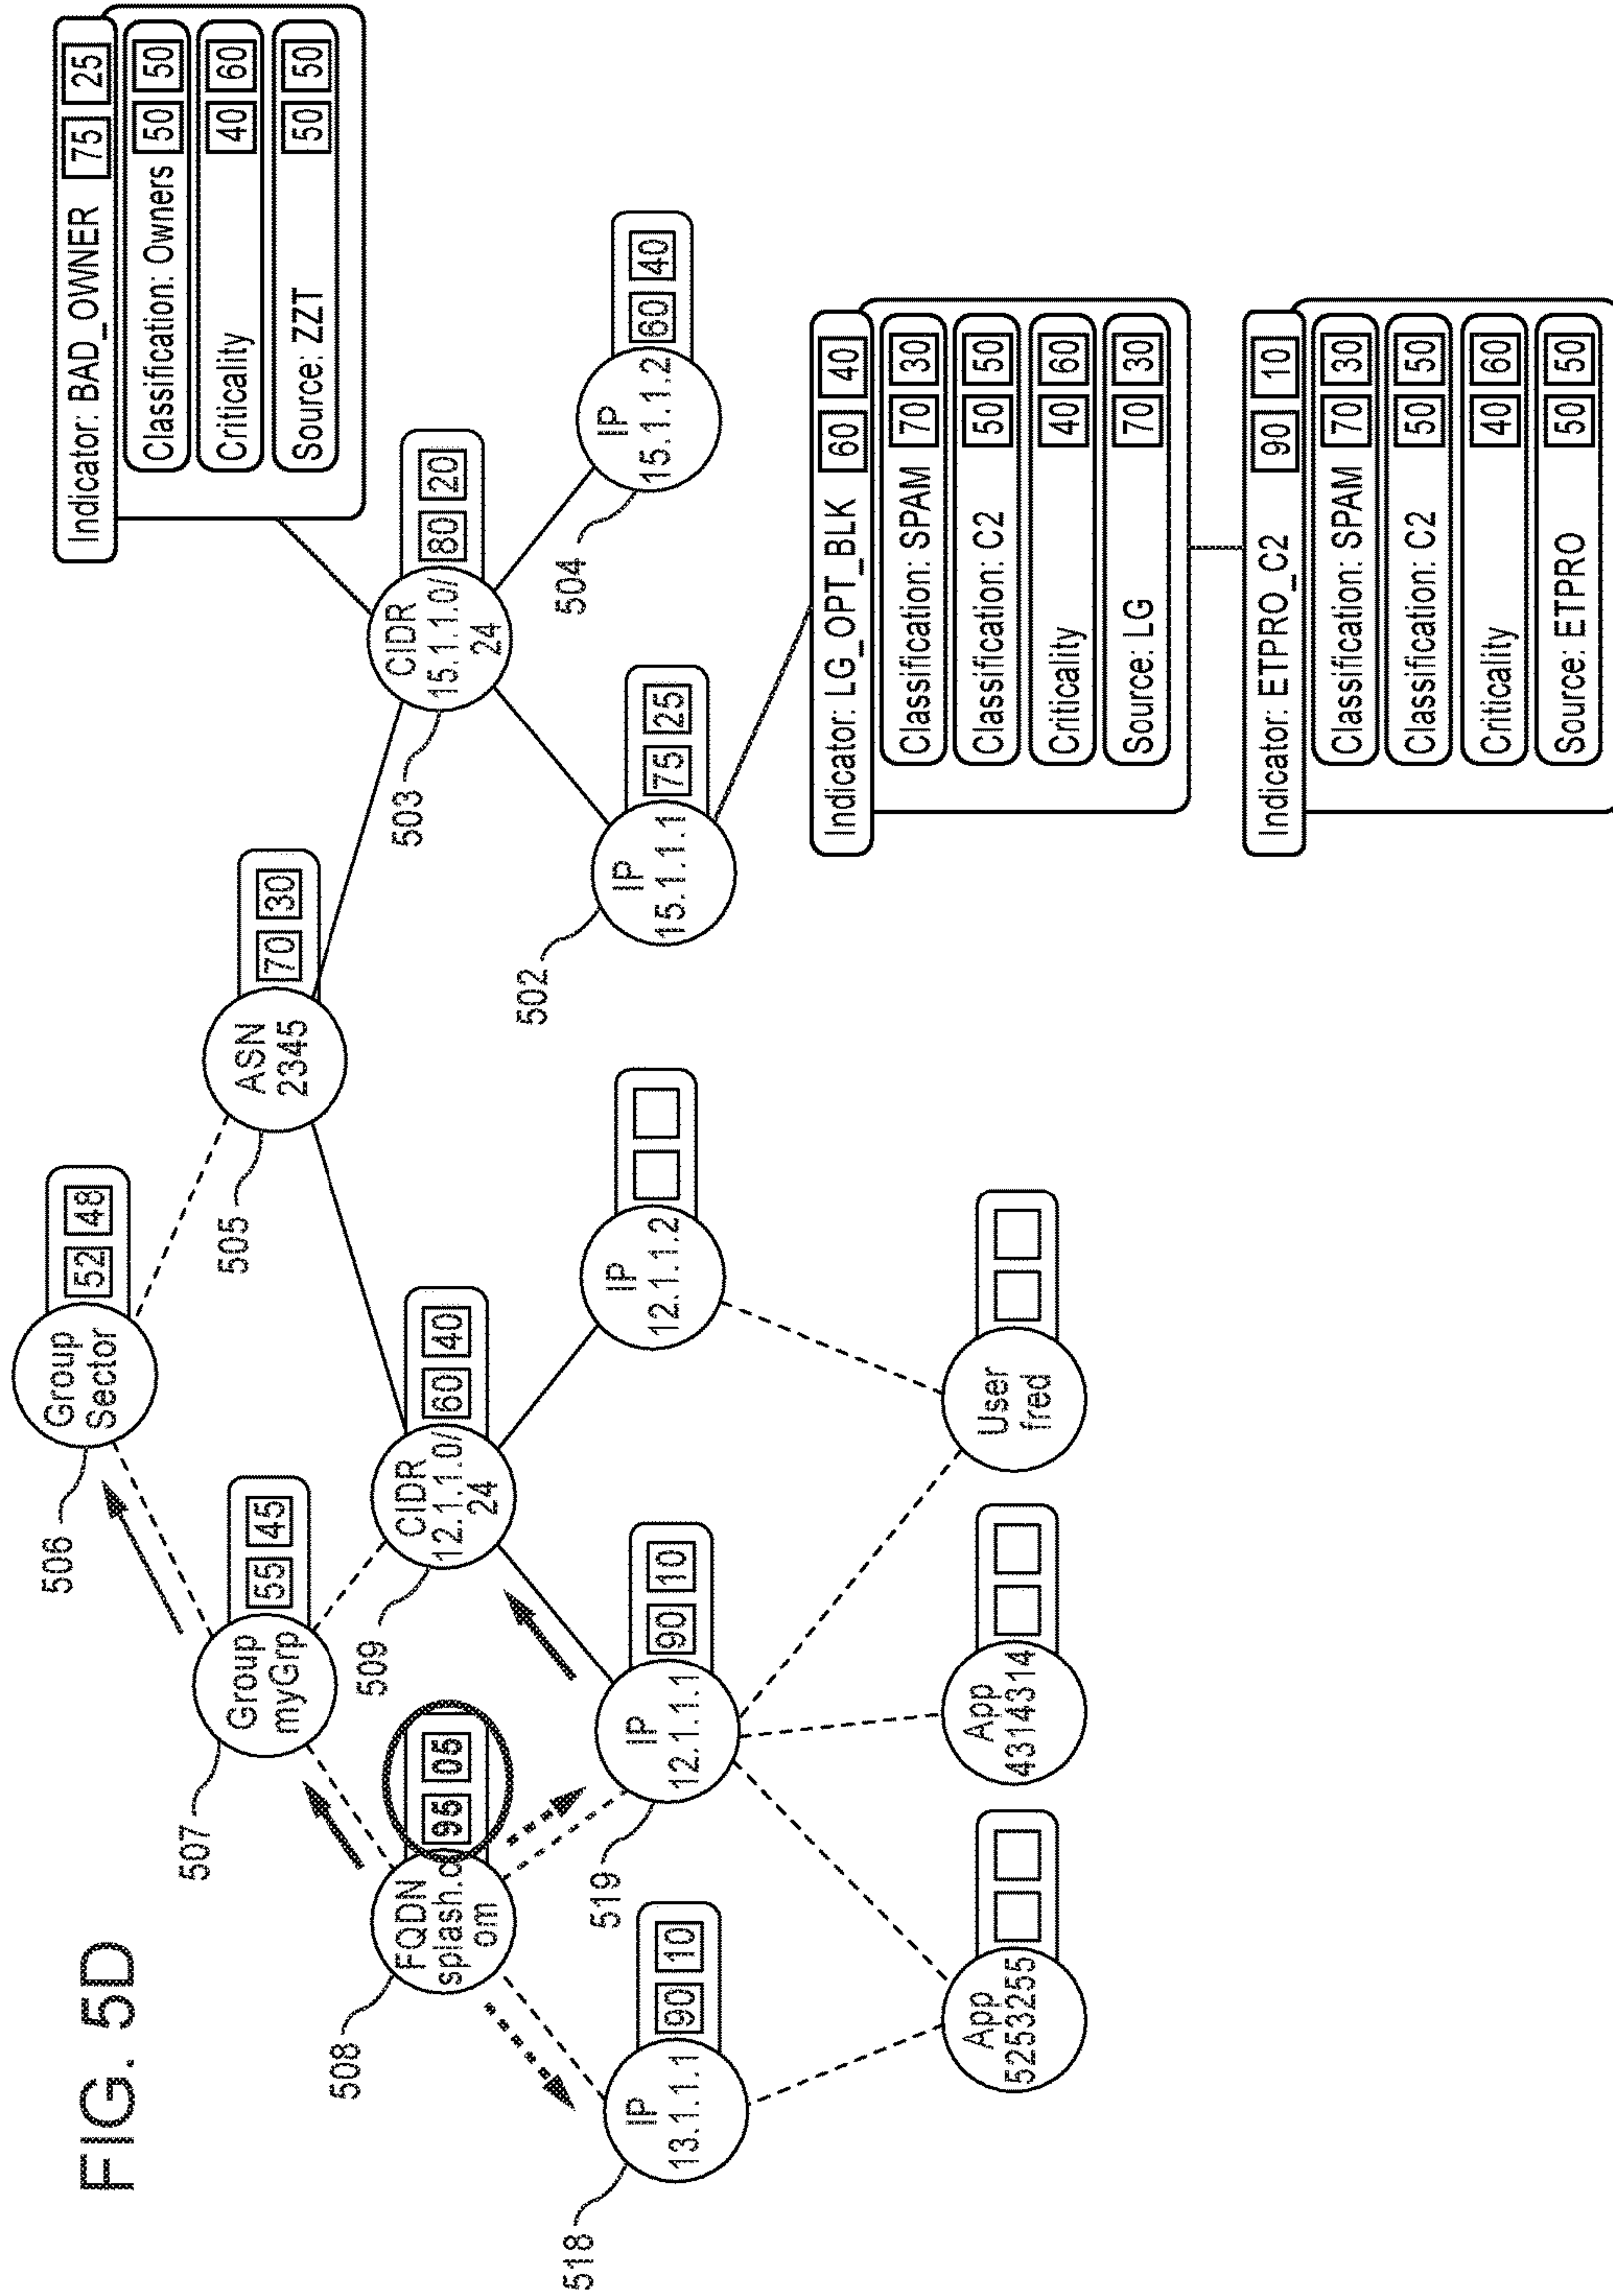 FIG. 5D
506
Group
Sector
52 48
507
Group
myGrp
55 45
505
ASN
2345
70 30
Indicator: BAD_OWNER 75 25
Classification: Owners 50 50
Criticality 40 60
Source: ZZT 50 50
508
FQDN
splash.c
om
95 05
509
CIDR
12.1.1.0/
24
60 40
503
CIDR
15.1.1.0/
24
80 20
518
IP
13.1.1.1
90 10
519
IP
12.1.1.1
90 10
IP
12.1.1.2
502
IP
15.1.1.1
75 25
504
IP
15.1.1.2
60 40
App
5253255
App
4314314
User
fred
Indicator: LG_OPT_BLK 60 40
Classification: SPAM 70 30
Classification: C2 50 50
Criticality 40 60
Source: LG 70 30
Indicator: ETPRO_C2 90 10
Classification: SPAM 70 30
Classification: C2 50 50
Criticality 40 60
Source: ETPRO 50 50